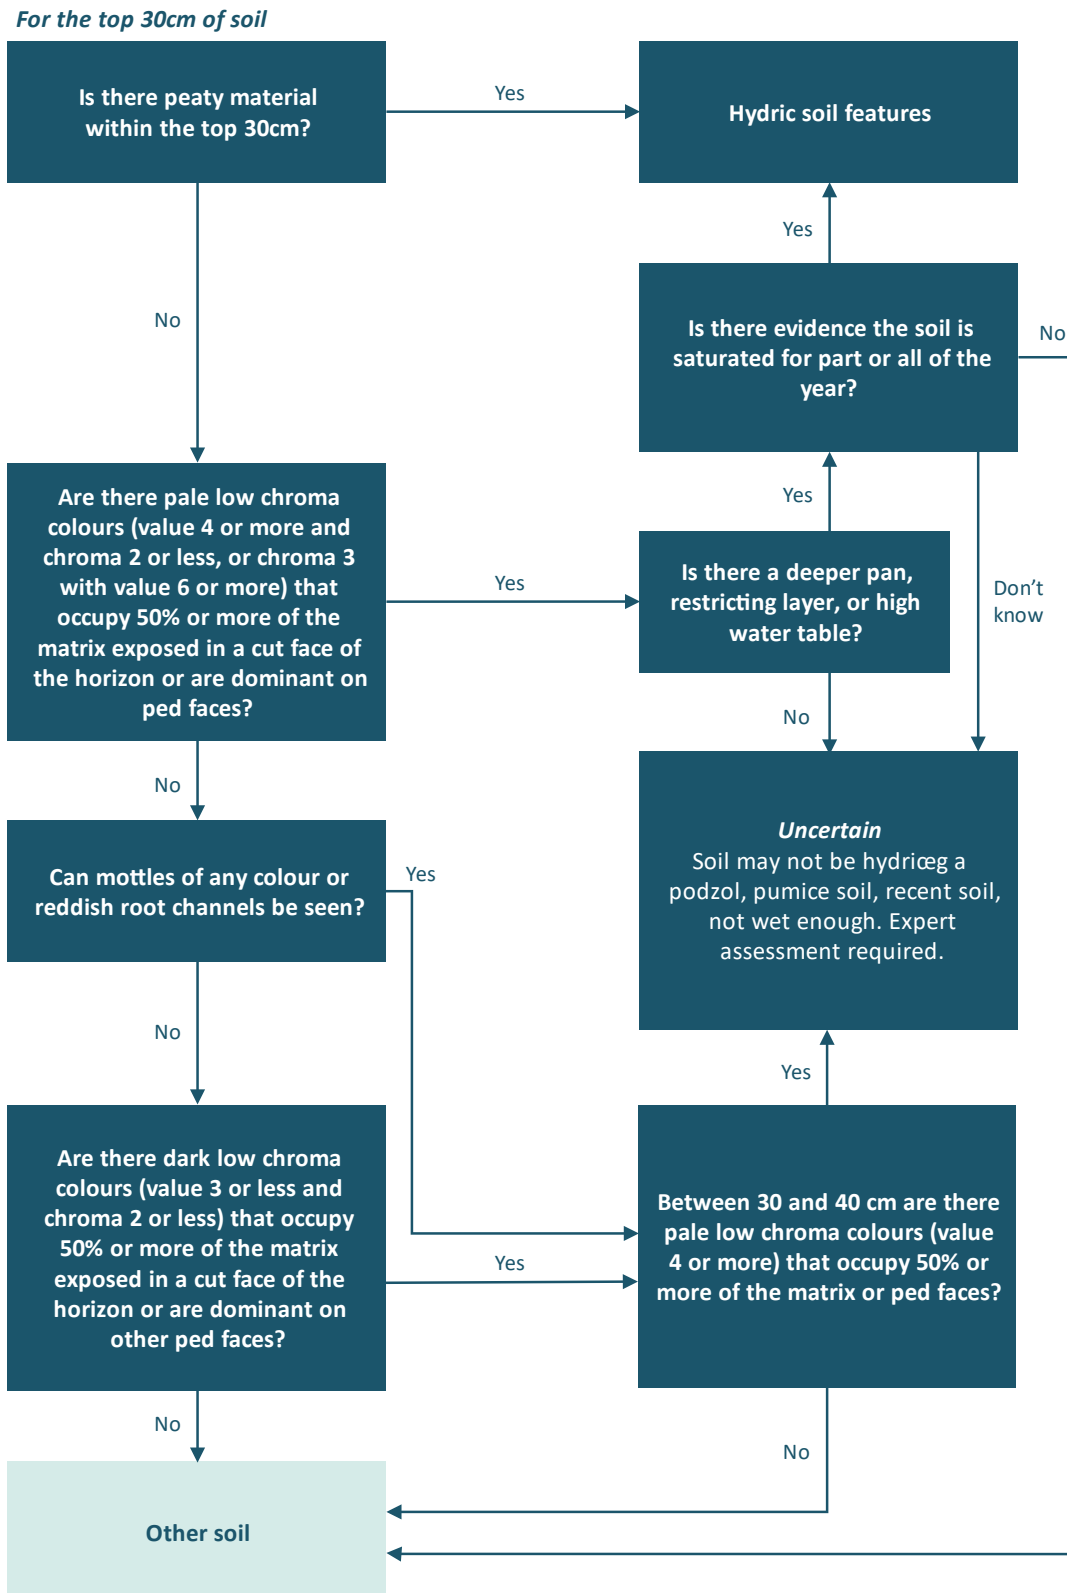 For the top 30cm of soil
Is there peaty material
within the top 30cm?
Yes
Hydric soil features
Yes
No
Is there evidence the soil is
saturated for part or all of the
year?
No
Are there pale low chroma
colours (value 4 or more and
chroma 2 or less, or chroma 3
with value 6 or more) that
occupy 50% or more of the
matrix exposed in a cut face of
the horizon or are dominant on
ped faces?
Yes
Yes
Is there a deeper pan,
restricting layer, or high
water table?
Don't
know
No
No
Can mottles of any colour or
reddish root channels be seen?
Yes
Uncertain
Soil may not be hydriceg a
podzol, pumice soil, recent soil,
not wet enough. Expert
assessment required.
No
Yes
Are there dark low chroma
colours (value 3 or less and
chroma 2 or less) that occupy
50% or more of the matrix
exposed in a cut face of the
horizon or are dominant on
other ped faces?
Yes
Between 30 and 40 cm are there
pale low chroma colours (value
4 or more) that occupy 50% or
more of the matrix or ped faces?
No
No
Other soil